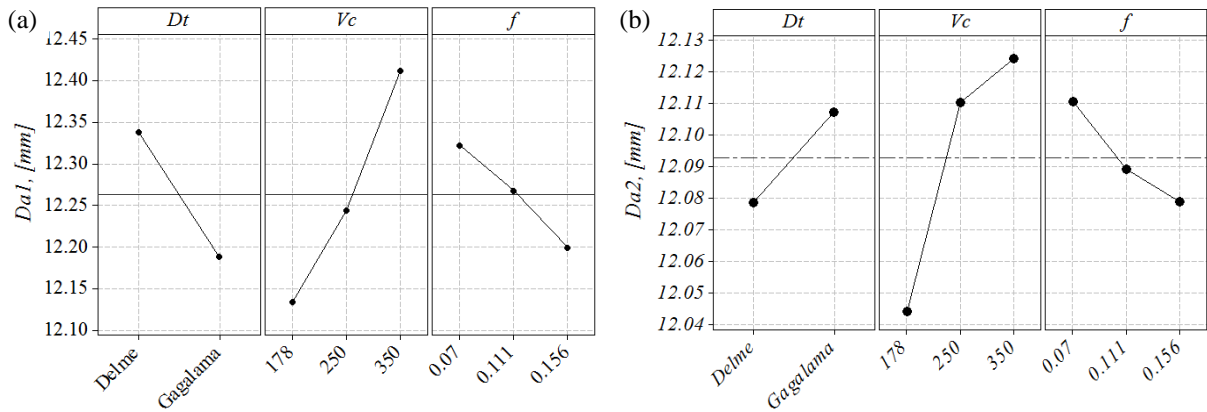 (a)
Dt Vc f
Da1, [mm]
12.45
12.40
12.35
12.30
12.25
12.20
12.15
12.10
Delme Gagalama 178 250 350 0.07 0.111 0.156
(b)
Dt Vc f
Da2, [mm]
12.13
12.12
12.11
12.10
12.09
12.08
12.07
12.06
12.05
12.04
Delme Gagalama 178 250 350 0.07 0.111 0.156